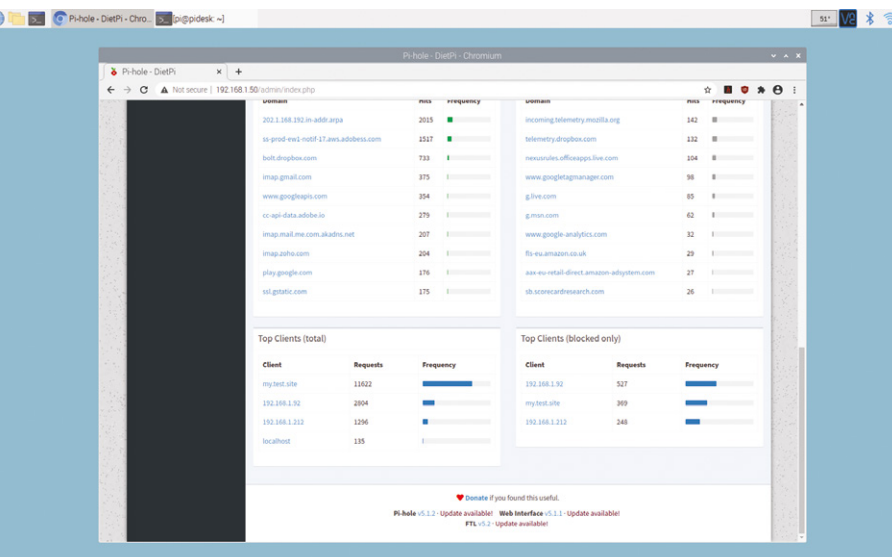 Pi-hole - DietPi - Chro...
[pi@pidesk: ~]
51°
Pi-hole - DietPi - Chromium
Pi-hole - DietPi
Not secure | 192.168.1.50/admin/index.php
Domain Hits Frequency
202.1.168.192.in-addr.arpa 2015
ss-prod-ew1-notif-17.aws.adobess.com 1517
bolt.dropbox.com 733
imap.gmail.com 375
www.googleapis.com 354
cc-api-data.adobe.io 279
imap.mail.me.com.akadns.net 207
imap.zoho.com 204
play.google.com 176
ssl.gstatic.com 175
Domain Hits Frequency
incoming.telemetry.mozilla.org 142
telemetry.dropbox.com 132
nexusrules.officeapps.live.com 104
www.googletagmanager.com 98
g.live.com 85
g.msn.com 62
www.google-analytics.com 32
fls-eu.amazon.co.uk 29
aax-eu-retail-direct.amazon-adsystem.com 27
sb.scorecardresearch.com 26
Top Clients (total)
Client Requests Frequency
my.test.site 11622
192.168.1.92 2804
192.168.1.212 1296
localhost 135
Top Clients (blocked only)
Client Requests Frequency
192.168.1.92 527
my.test.site 369
192.168.1.212 246
Donate if you found this useful.
Pi-hole v5.1.2 · Update available! Web Interface v5.1.1 · Update available!
FTL v5.2 · Update available!